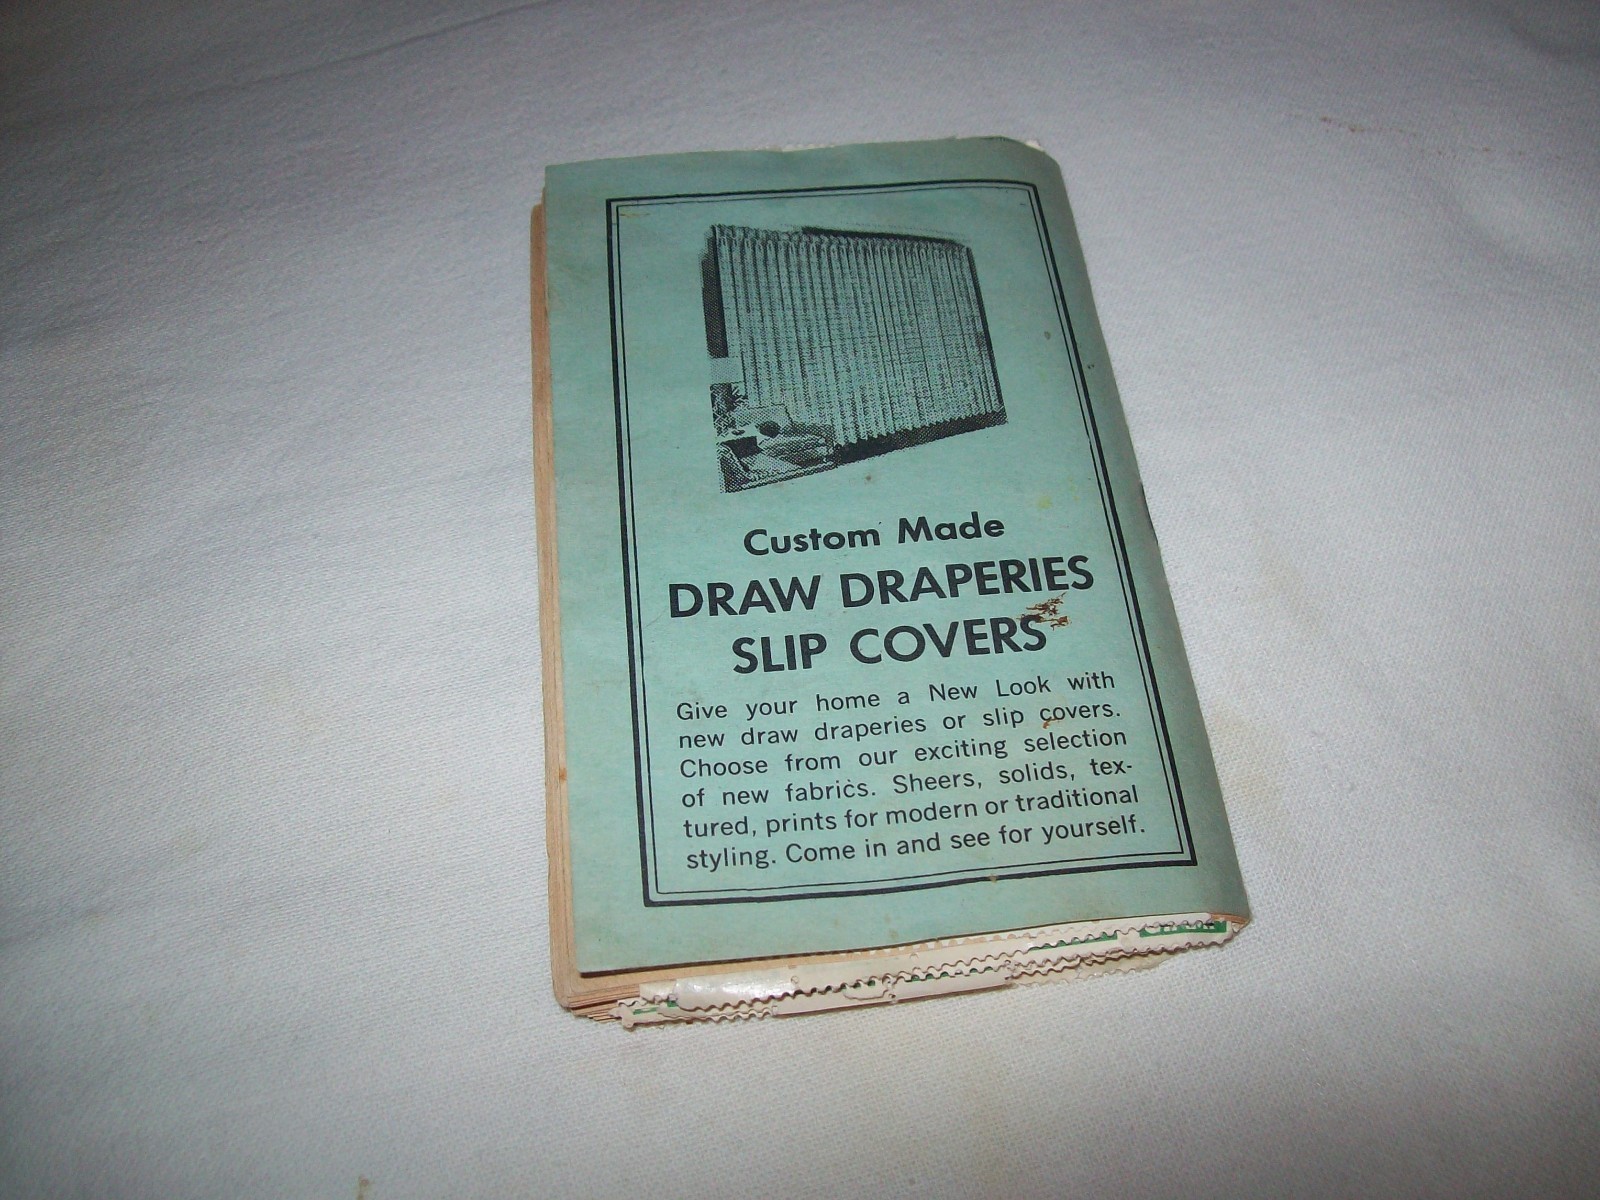 Custom Made
DRAW DRAPERIES
SLIP COVERS
Give your home a New Look with
new draw draperies or slip covers.
Choose from our exciting selection
of new fabrics. Sheers, solids, tex-
tured, prints for modern or traditional
styling. Come in and see for yourself.